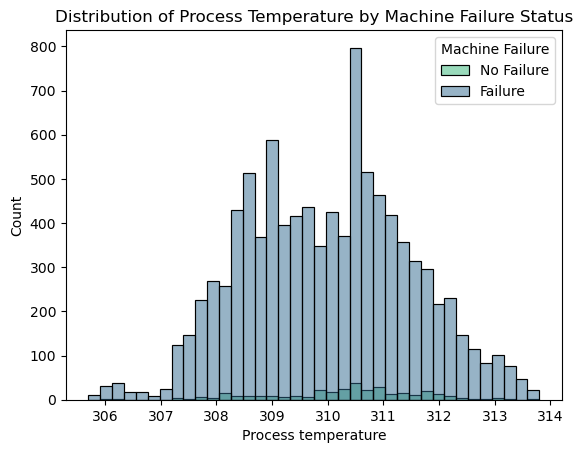 Distribution of Process Temperature by Machine Failure Status
Machine Failure
No Failure
Failure
800
700
600
500
400
300
200
100
0
Count
306 307 308 309 310 311 312 313 314
Process temperature